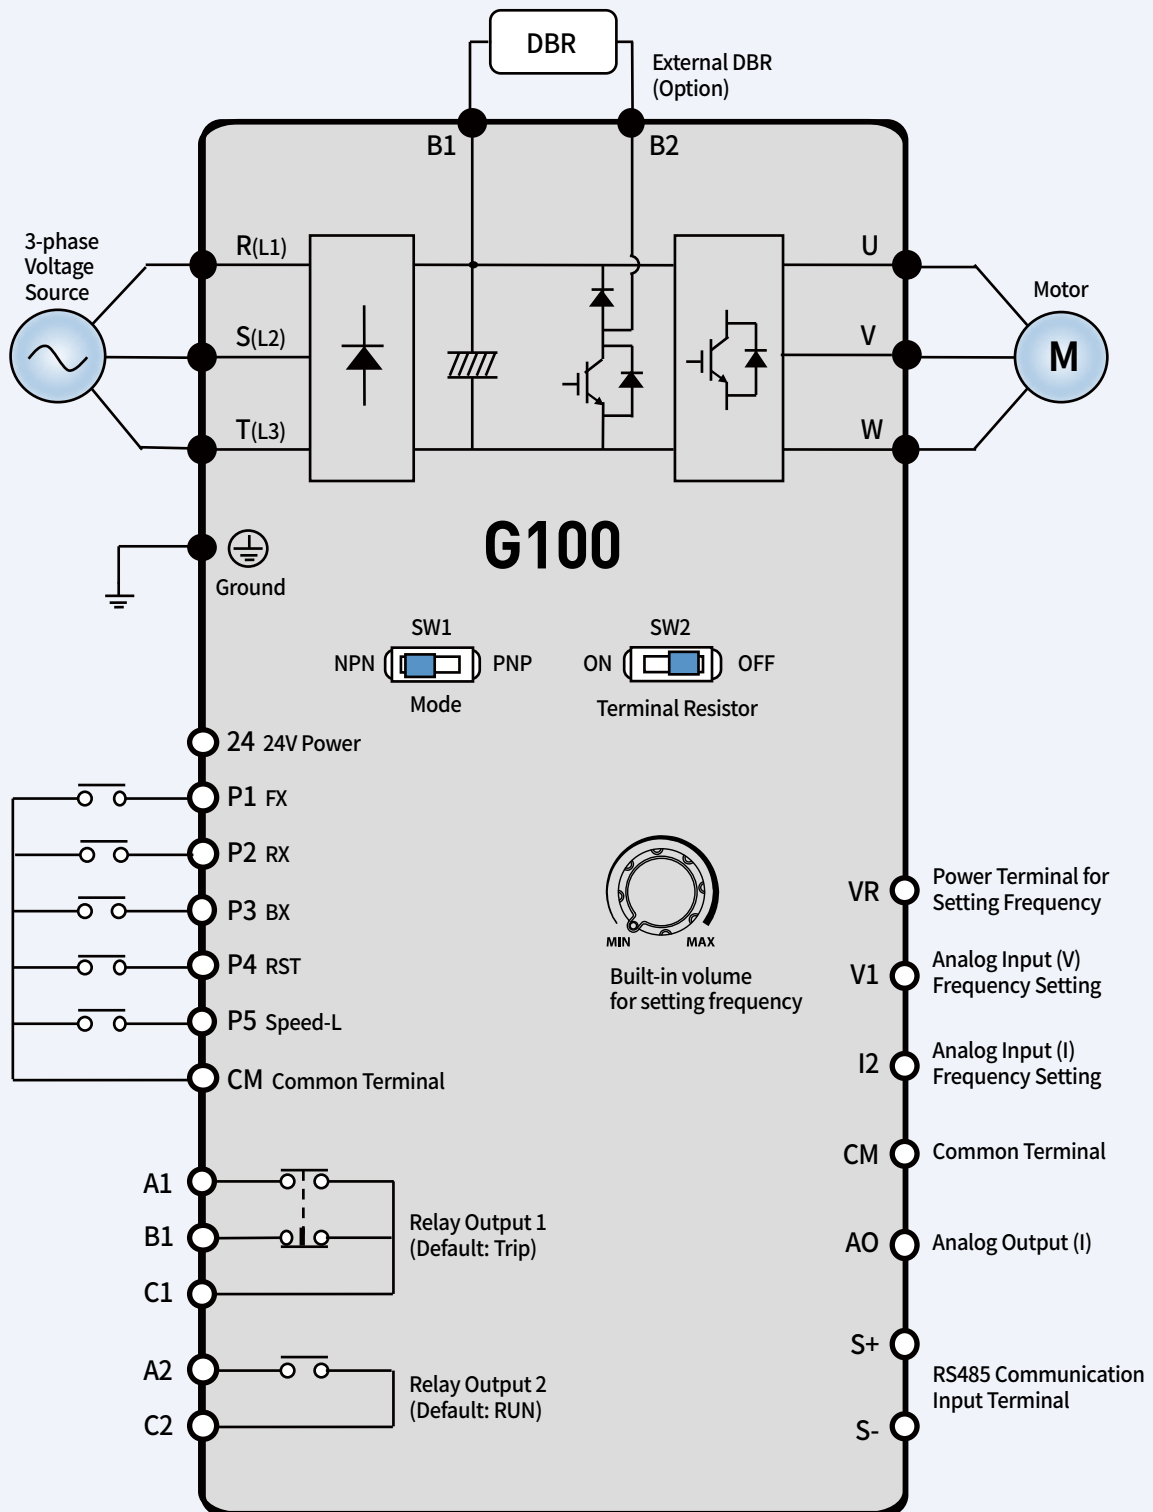 DBR
External DBR
(Option)
B1
B2
3-phase
Voltage
Source
R(L1)
S(L2)
T(L3)
U
V
W
Motor
M
G100
Ground
SW1
NPN
PNP
Mode
SW2
ON
OFF
Terminal Resistor
24 24V Power
P1 FX
P2 RX
P3 BX
P4 RST
P5 Speed-L
CM Common Terminal
MIN
MAX
Built-in volume
for setting frequency
VR
Power Terminal for
Setting Frequency
V1
Analog Input (V)
Frequency Setting
I2
Analog Input (I)
Frequency Setting
CM
Common Terminal
AO
Analog Output (I)
S+
S-
RS485 Communication
Input Terminal
A1
B1
C1
Relay Output 1
(Default: Trip)
A2
C2
Relay Output 2
(Default: RUN)